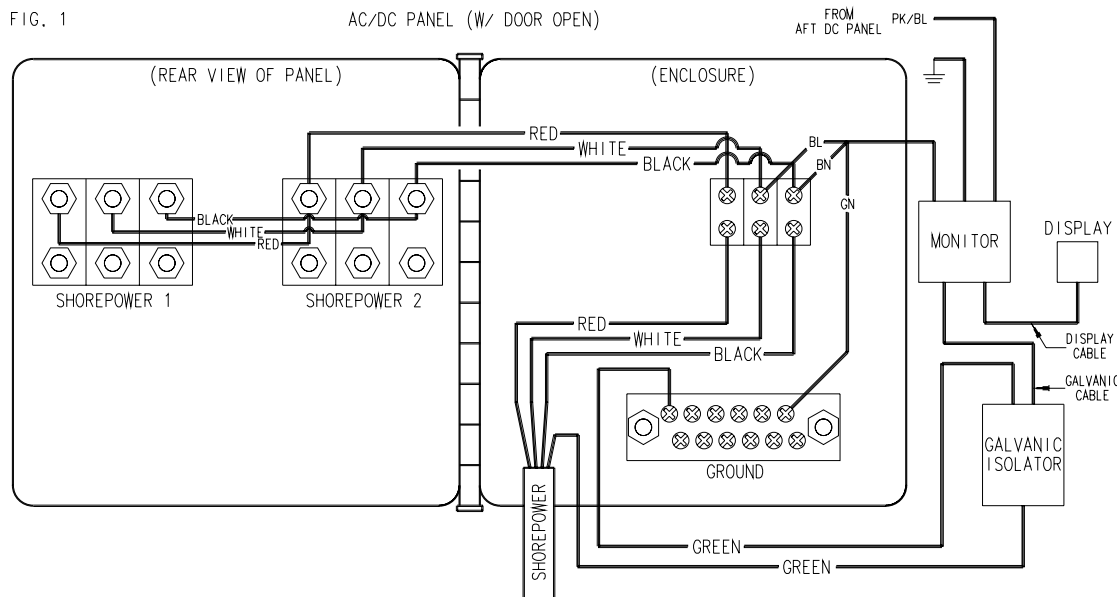 FIG. 1
AC/DC PANEL (W/ DOOR OPEN)
FROM
AFT DC PANEL
PK/BL
(REAR VIEW OF PANEL)
(ENCLOSURE)
RED
WHITE
BLACK
BL
BN
GN
BLACK
WHITE
RED
SHOREPOWER 1
SHOREPOWER 2
MONITOR
DISPLAY
RED
WHITE
BLACK
DISPLAY
CABLE
GALVANIC
CABLE
GROUND
GALVANIC
ISOLATOR
SHOREPOWER
GREEN
GREEN